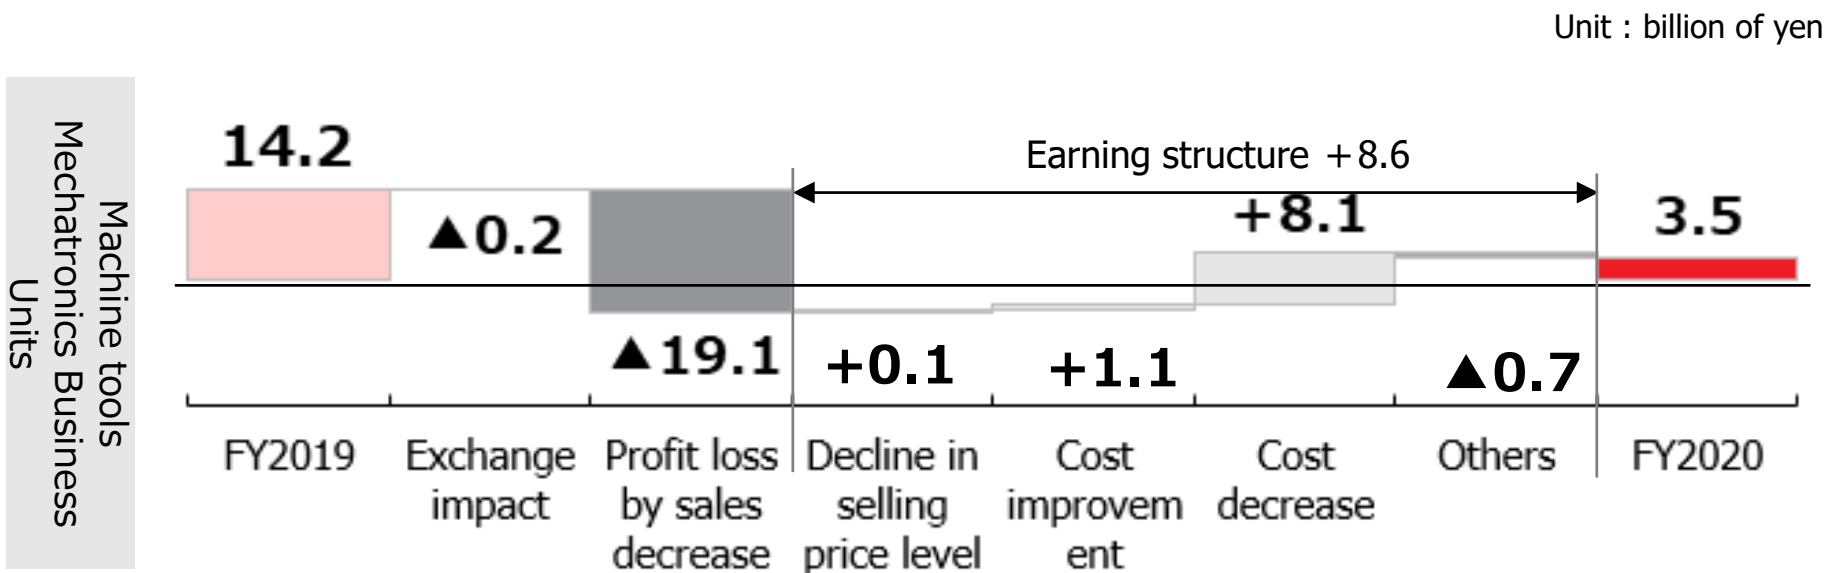 Unit : billion of yen
Machine tools
Mechatronics Business
Units
14.2
▲0.2
▲19.1
Earning structure +8.6
+0.1
+1.1
+8.1
▲0.7
3.5
FY2019
Exchange
impact
Profit loss
by sales
decrease
Decline in
selling
price level
Cost
improvem
ent
Cost
decrease
Others
FY2020